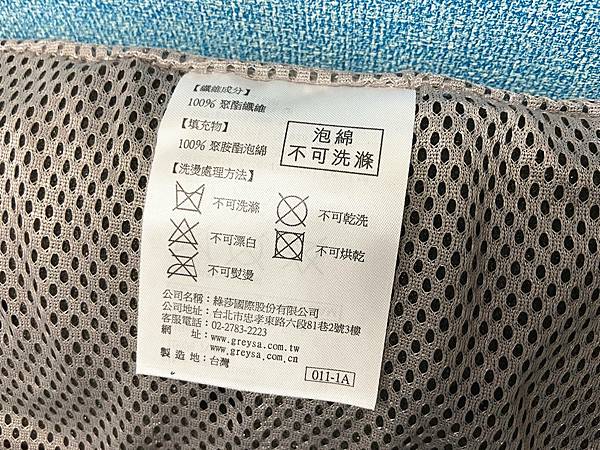 【纖維成分】
100% 聚酯纖維
【填充物】
100% 聚胺酯泡綿
泡綿
不可洗滌
【洗燙處理方法】
不可洗滌
不可乾洗
不可漂白
不可烘乾
不可熨燙
公司名稱：綠莎國際股份有限公司
公司地址：台北市忠孝東路六段81巷2號3樓
客服電話：02-2783-2223
網 址：www.greysa.com.tw
www.greysa.com.cn
製 造 地：台灣
011-1A